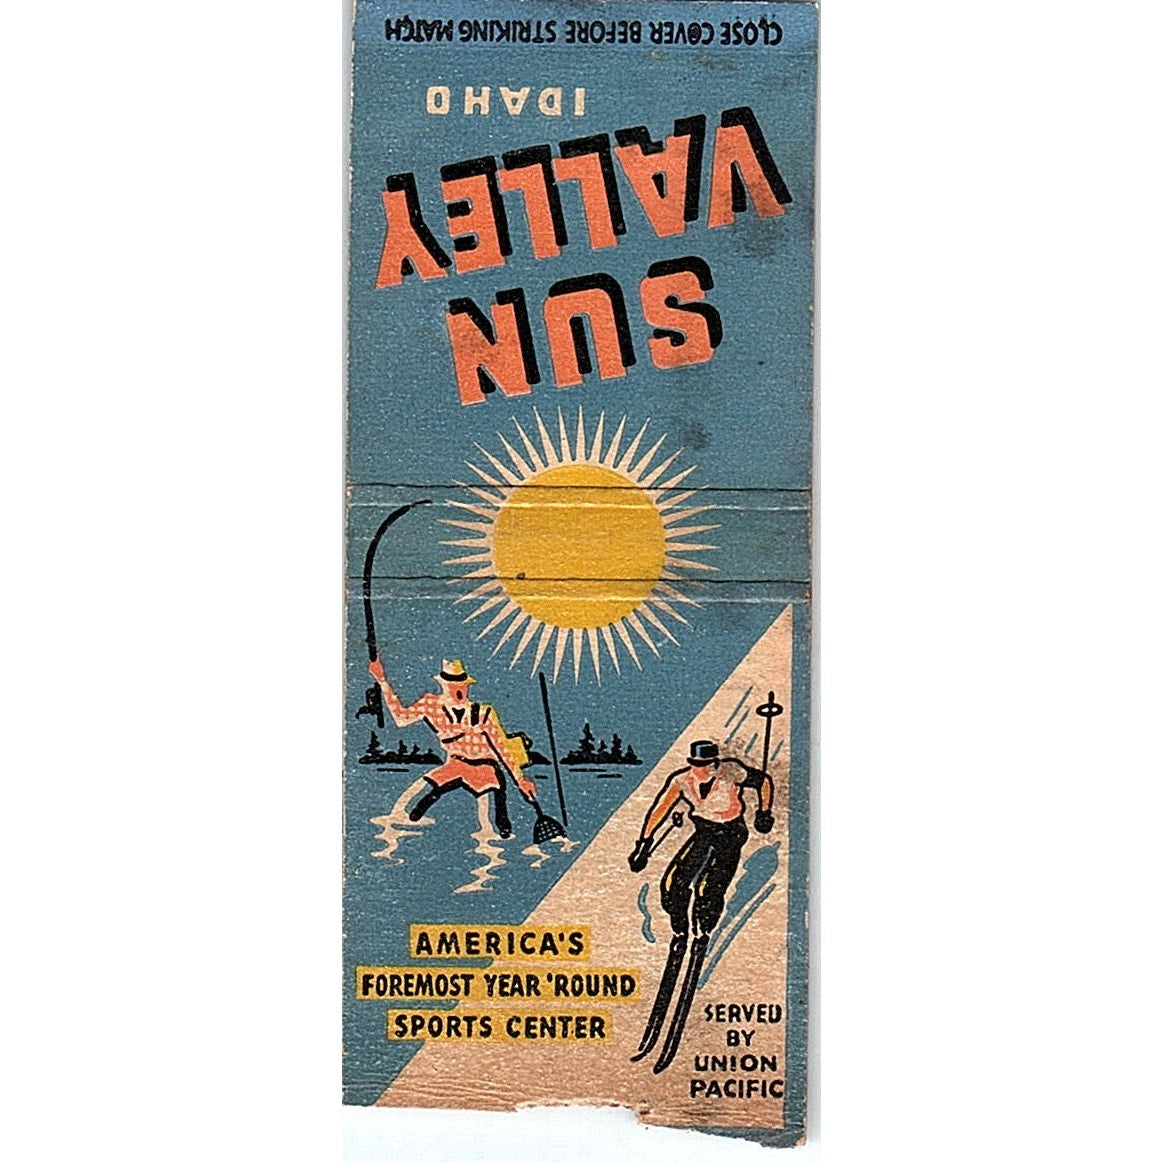 CLOSE COVER BEFORE STRIKING MATCH
SUN
VALLEY
IDAHO
AMERICA'S
FOREMOST YEAR 'ROUND
SPORTS CENTER
SERVED
BY
UNION
PACIFIC